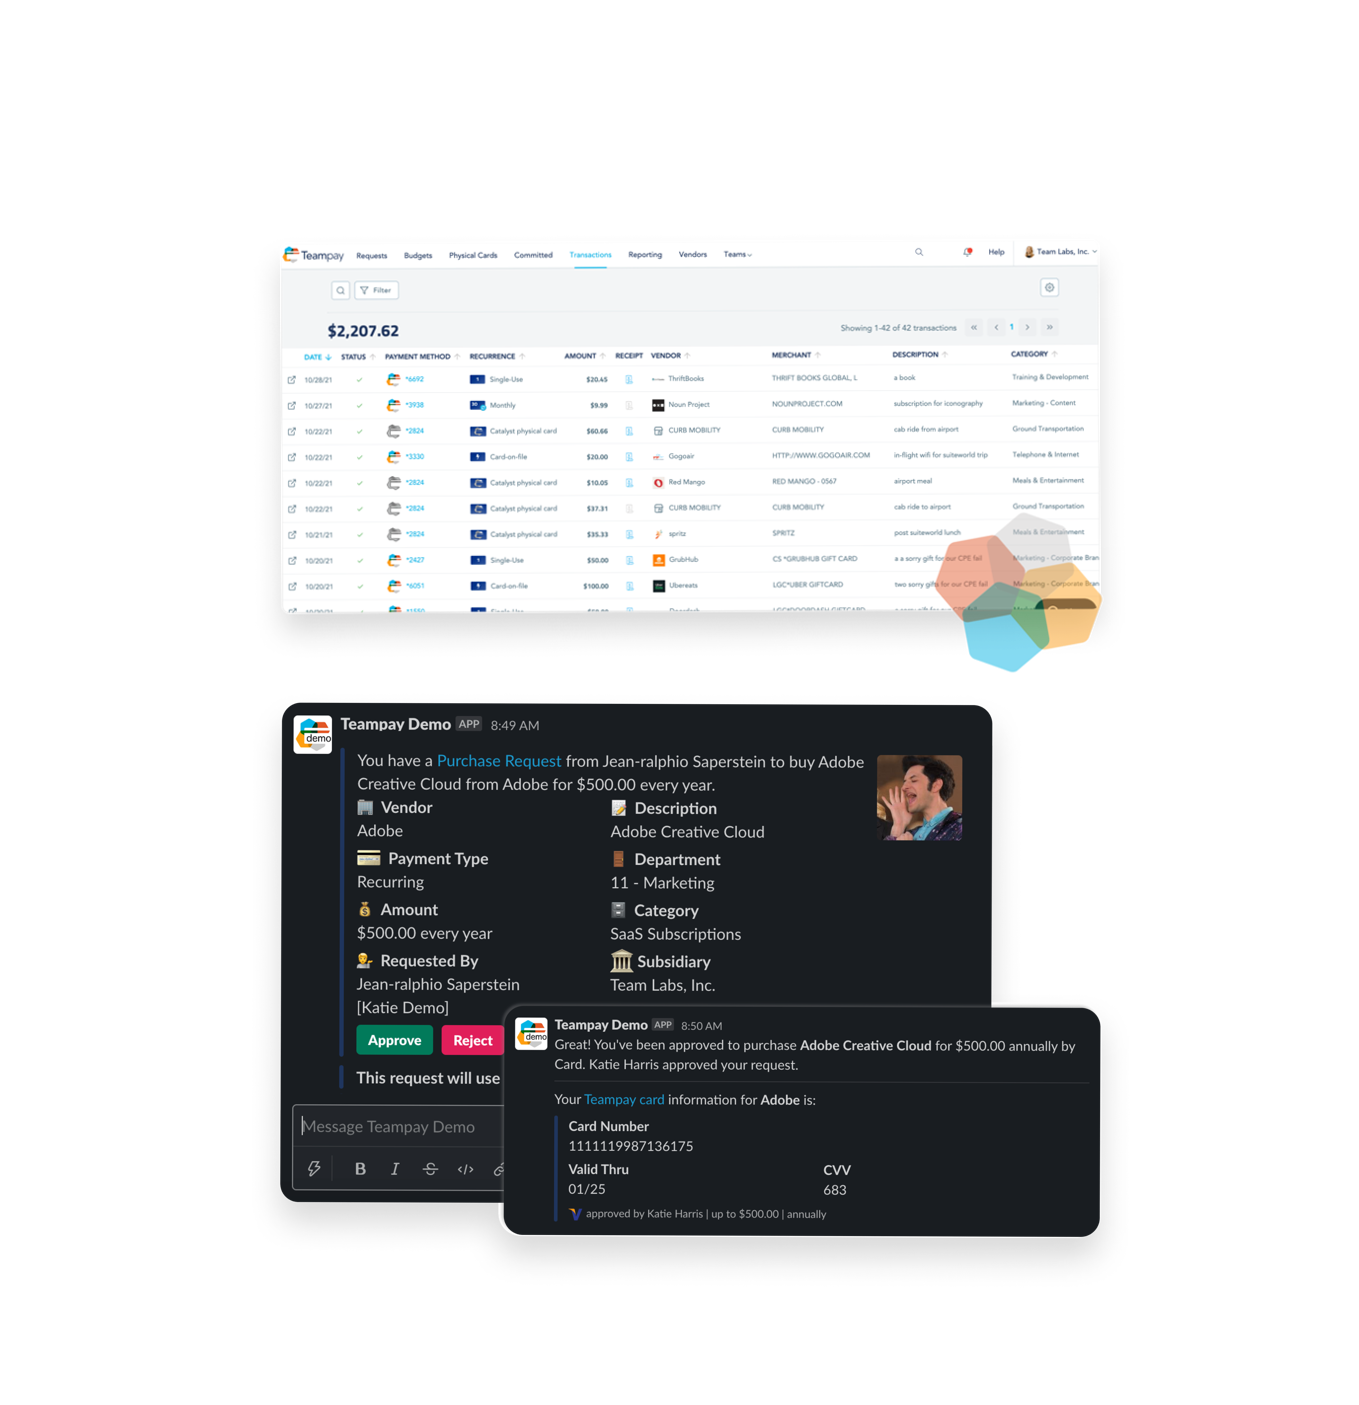 Teampay Requests Budgets Physical Cards Committed Transactions Reporting Vendors Teams Help Team Labs, Inc.
Filter
$2,207.62 Showing 1-42 of 42 transactions « ‹ 1 › »
DATE STATUS PAYMENT METHOD RECURRENCE AMOUNT RECEIPT VENDOR MERCHANT DESCRIPTION CATEGORY
10/28/21 *6692 Single-Use $20.45 ThriftBooks THRIFT BOOKS GLOBAL, L a book Training & Development
10/27/21 *3938 Monthly $9.99 Noun Project NOUNPROJECT.COM subscription for iconography Marketing - Content
10/22/21 *2824 Catalyst physical card $60.66 CURB MOBILITY CURB MOBILITY cab ride from airport Ground Transportation
10/22/21 *3330 Card-on-file $20.00 Gogoair HTTP://WWW.GOGOAIR.COM in-flight wifi for suiteworld trip Telephone & Internet
10/22/21 *2824 Catalyst physical card $10.05 Red Mango RED MANGO - 0567 airport meal Meals & Entertainment
10/22/21 *2824 Catalyst physical card $37.31 CURB MOBILITY CURB MOBILITY cab ride to airport Ground Transportation
10/21/21 *2824 Catalyst physical card $35.33 spritz SPRITZ post suiteworld lunch Meals & Entertainment
10/20/21 *2427 Single-Use $50.00 GrubHub CS *GRUBHUB GIFT CARD a a sorry gift for our CPE fail Marketing - Corporate Bran
10/20/21 *6051 Card-on-file $100.00 Ubereats LGC*UBER GIFTCARD two sorry gifts for our CPE fail Marketing - Corporate Bran
Teampay Demo APP 8:49 AM
demo
You have a Purchase Request from Jean-ralphio Saperstein to buy Adobe
Creative Cloud from Adobe for $500.00 every year.
Vendor Description
Adobe Adobe Creative Cloud
Payment Type Department
Recurring 11 - Marketing
Amount Category
$500.00 every year SaaS Subscriptions
Requested By Subsidiary
Jean-ralphio Saperstein Team Labs, Inc.
[Katie Demo]
Approve Reject
This request will use
Message Teampay Demo
B I S </>
Teampay Demo APP 8:50 AM
demo
Great! You've been approved to purchase Adobe Creative Cloud for $500.00 annually by
Card. Katie Harris approved your request.
Your Teampay card information for Adobe is:
Card Number
1111119987136175
Valid Thru CVV
01/25 683
approved by Katie Harris | up to $500.00 | annually